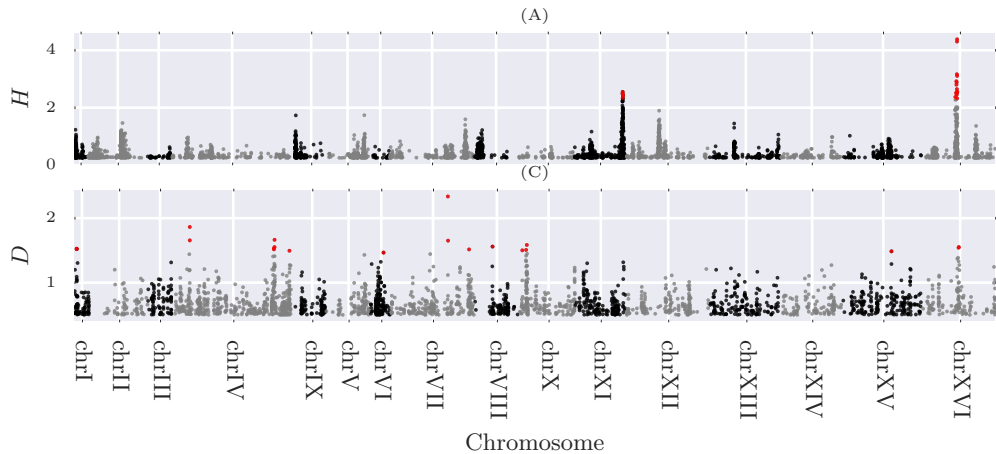 (A)
H
4
2
0
(C)
D
2
1
chrI
chrII
chrIII
chrIV
chrIX
chrV
chrVI
chrVII
chrVIII
chrX
chrXI
chrXII
chrXIII
chrXIV
chrXV
chrXVI
Chromosome